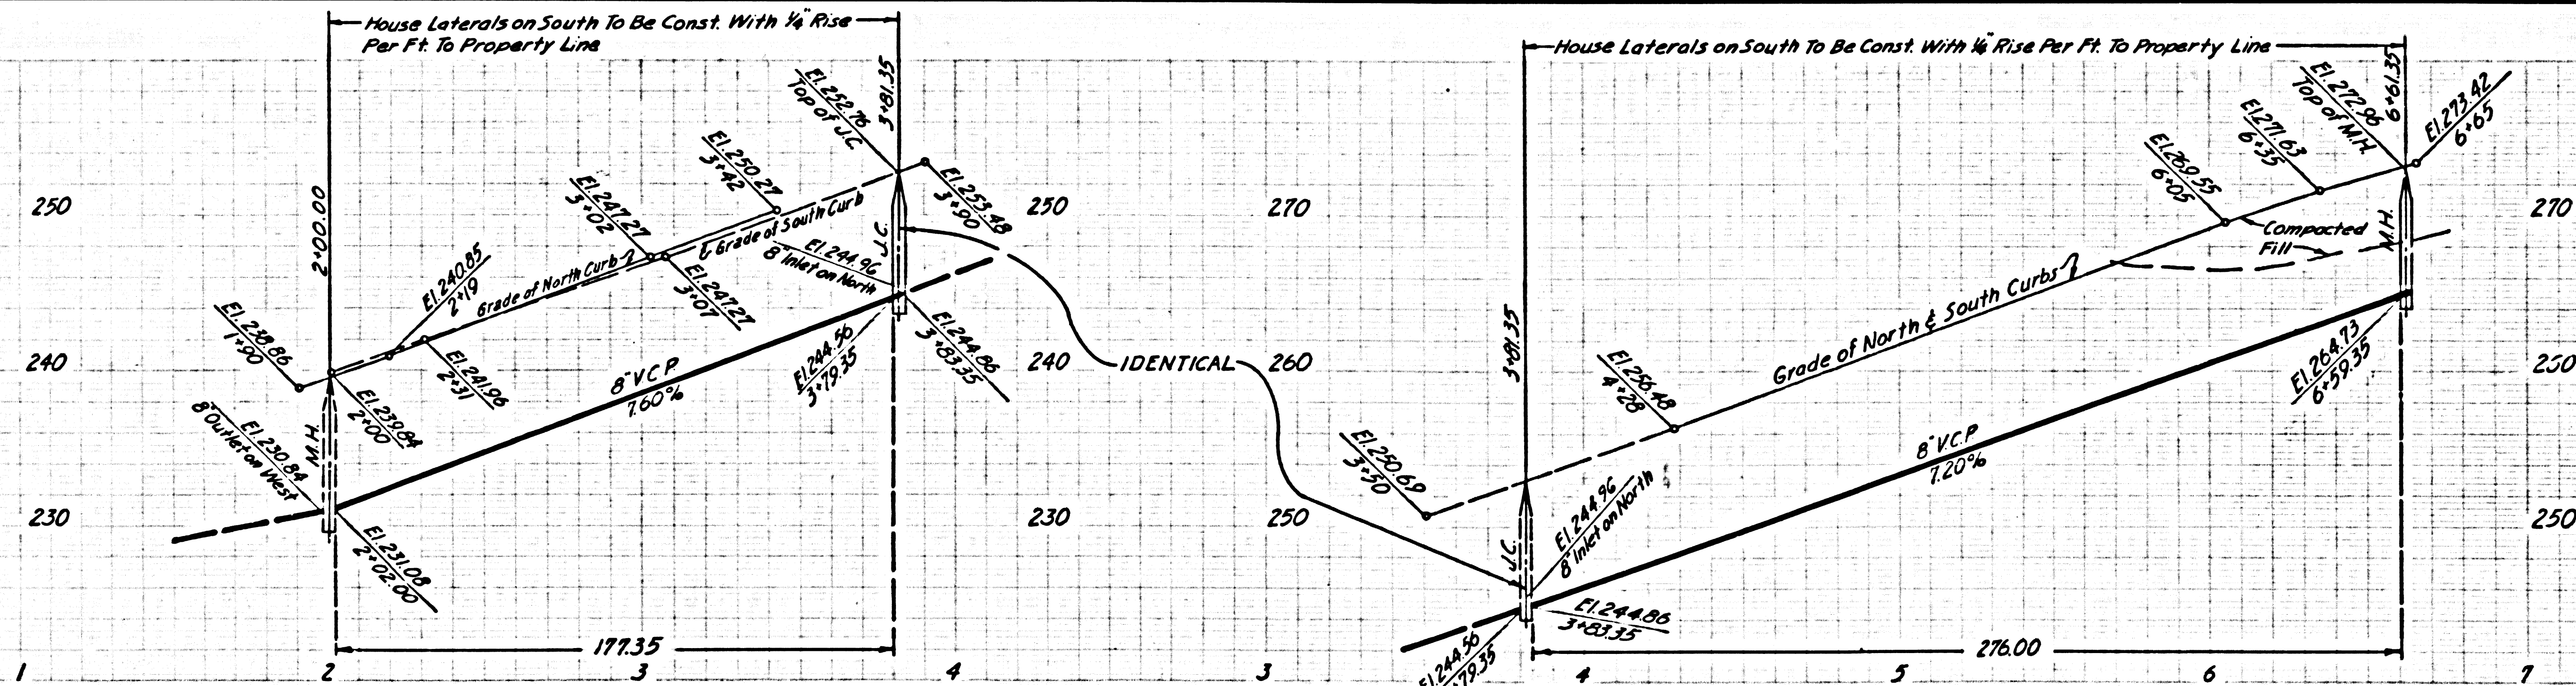 House Laterals on South To Be Const. With ¼" Rise
Per Ft. To Property Line
2+00.00
3+81.35
El. 252.76
Top of J.C.
El. 250.27
3+42
El. 247.27
3+02
El. 240.85
2+19
El. 238.86
1+90
El. 253.48
3+90
¢ Grade of South Curb
Grade of North Curb
El. 244.96
8" Inlet on North
J.C.
El. 247.27
3+07
El. 241.96
2+31
El. 239.84
2+00
El. 230.84
8" Outlet on West
M.H.
El. 231.08
2+02.00
8" V.C.P.
7.60%
El. 244.56
3+79.35
El. 244.86
3+83.35
177.35
250
240
230
250
240
230
1
2
3
4
IDENTICAL
House Laterals on South To Be Const. With ¼" Rise Per Ft. To Property Line
3+81.35
6+61.35
El. 272.96
Top of M.H.
El. 273.42
6+65
El. 271.63
6+35
El. 269.55
6+05
Compacted
Fill
M.H.
Grade of North & South Curbs
El. 256.48
4+28
El. 250.69
3+50
El. 244.96
8" Inlet on North
J.C.
El. 244.86
3+83.35
El. 244.56
+79.35
8" V.C.P.
7.20%
El. 264.73
6+59.35
276.00
270
260
250
270
250
3
4
5
6
7